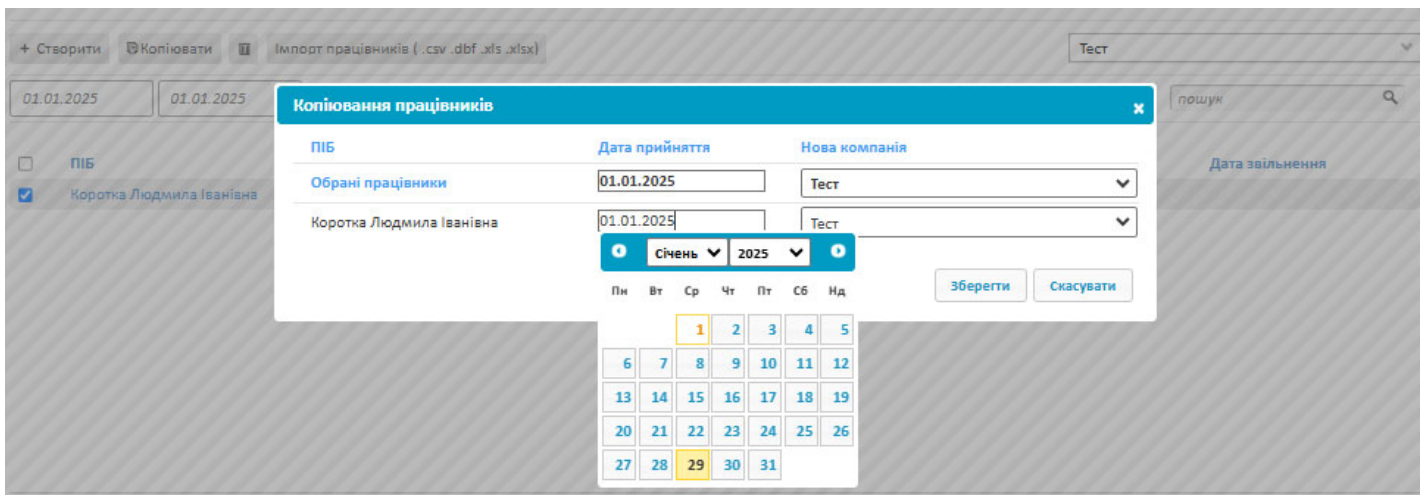 + Створити Копіювати Імпорт працівників ( .csv .dbf .xls .xlsx) Тест
01.01.2025 01.01.2025 пошук
Копіювання працівників
ПІБ Дата прийняття Нова компанія
Обрані працівники 01.01.2025 Тест
Коротка Людмила Іванівна 01.01.2025 Тест
ПІБ Дата звільнення
Коротка Людмила Іванівна
Січень 2025
Пн Вт Ср Чт Пт Сб Нд
1 2 3 4 5
6 7 8 9 10 11 12
13 14 15 16 17 18 19
20 21 22 23 24 25 26
27 28 29 30 31
Зберегти Скасувати